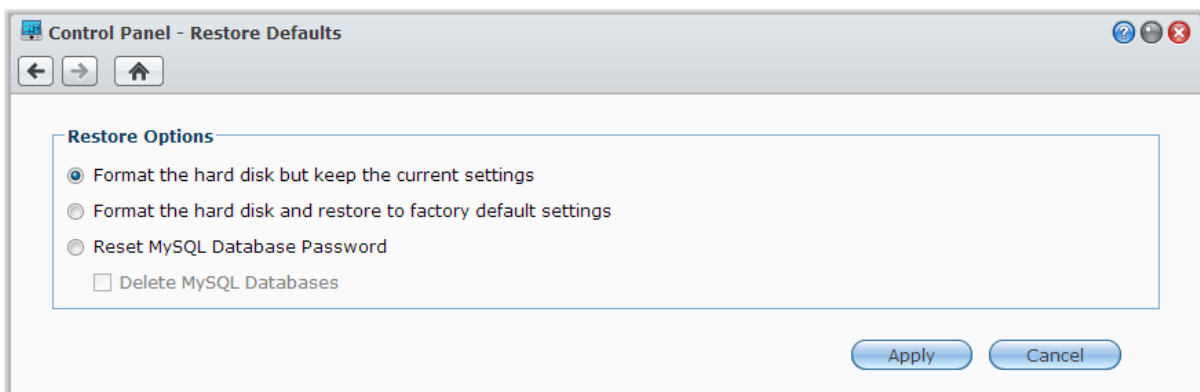 Control Panel - Restore Defaults
Restore Options
Format the hard disk but keep the current settings
Format the hard disk and restore to factory default settings
Reset MySQL Database Password
Delete MySQL Databases
Apply
Cancel